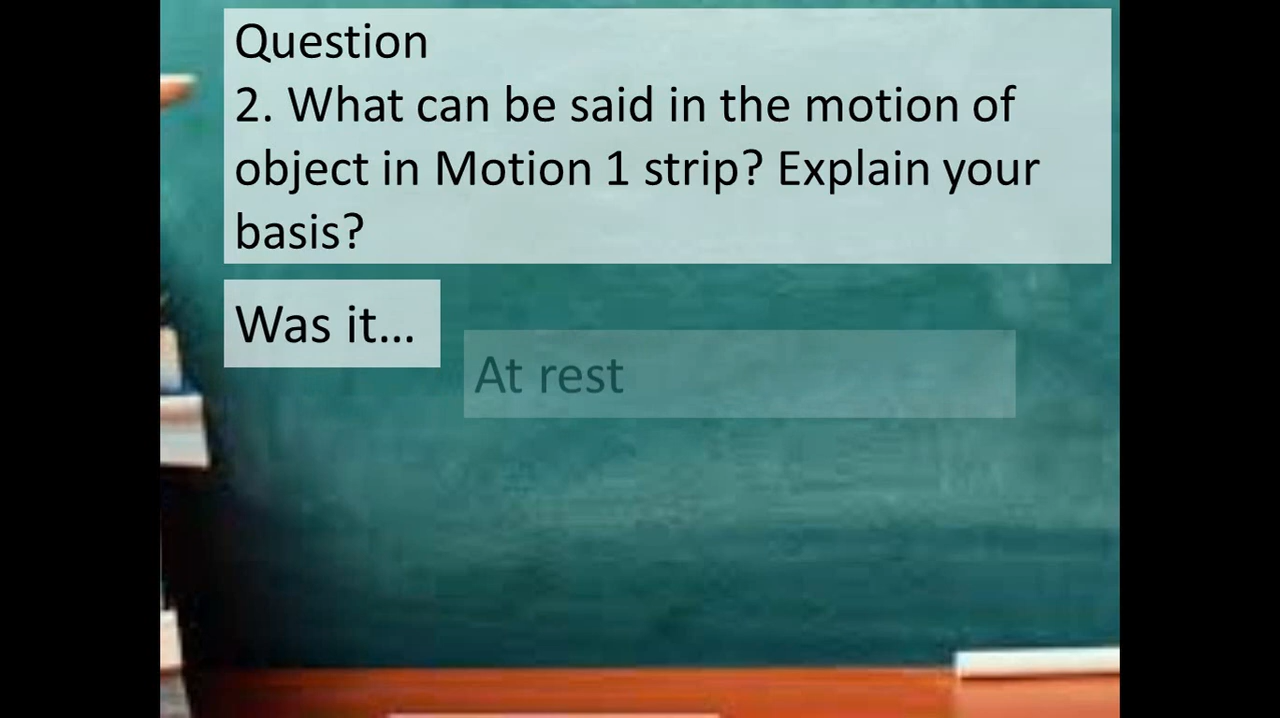 Question
2. What can be said in the motion of
object in Motion 1 strip? Explain your
basis?
Was it...
At rest